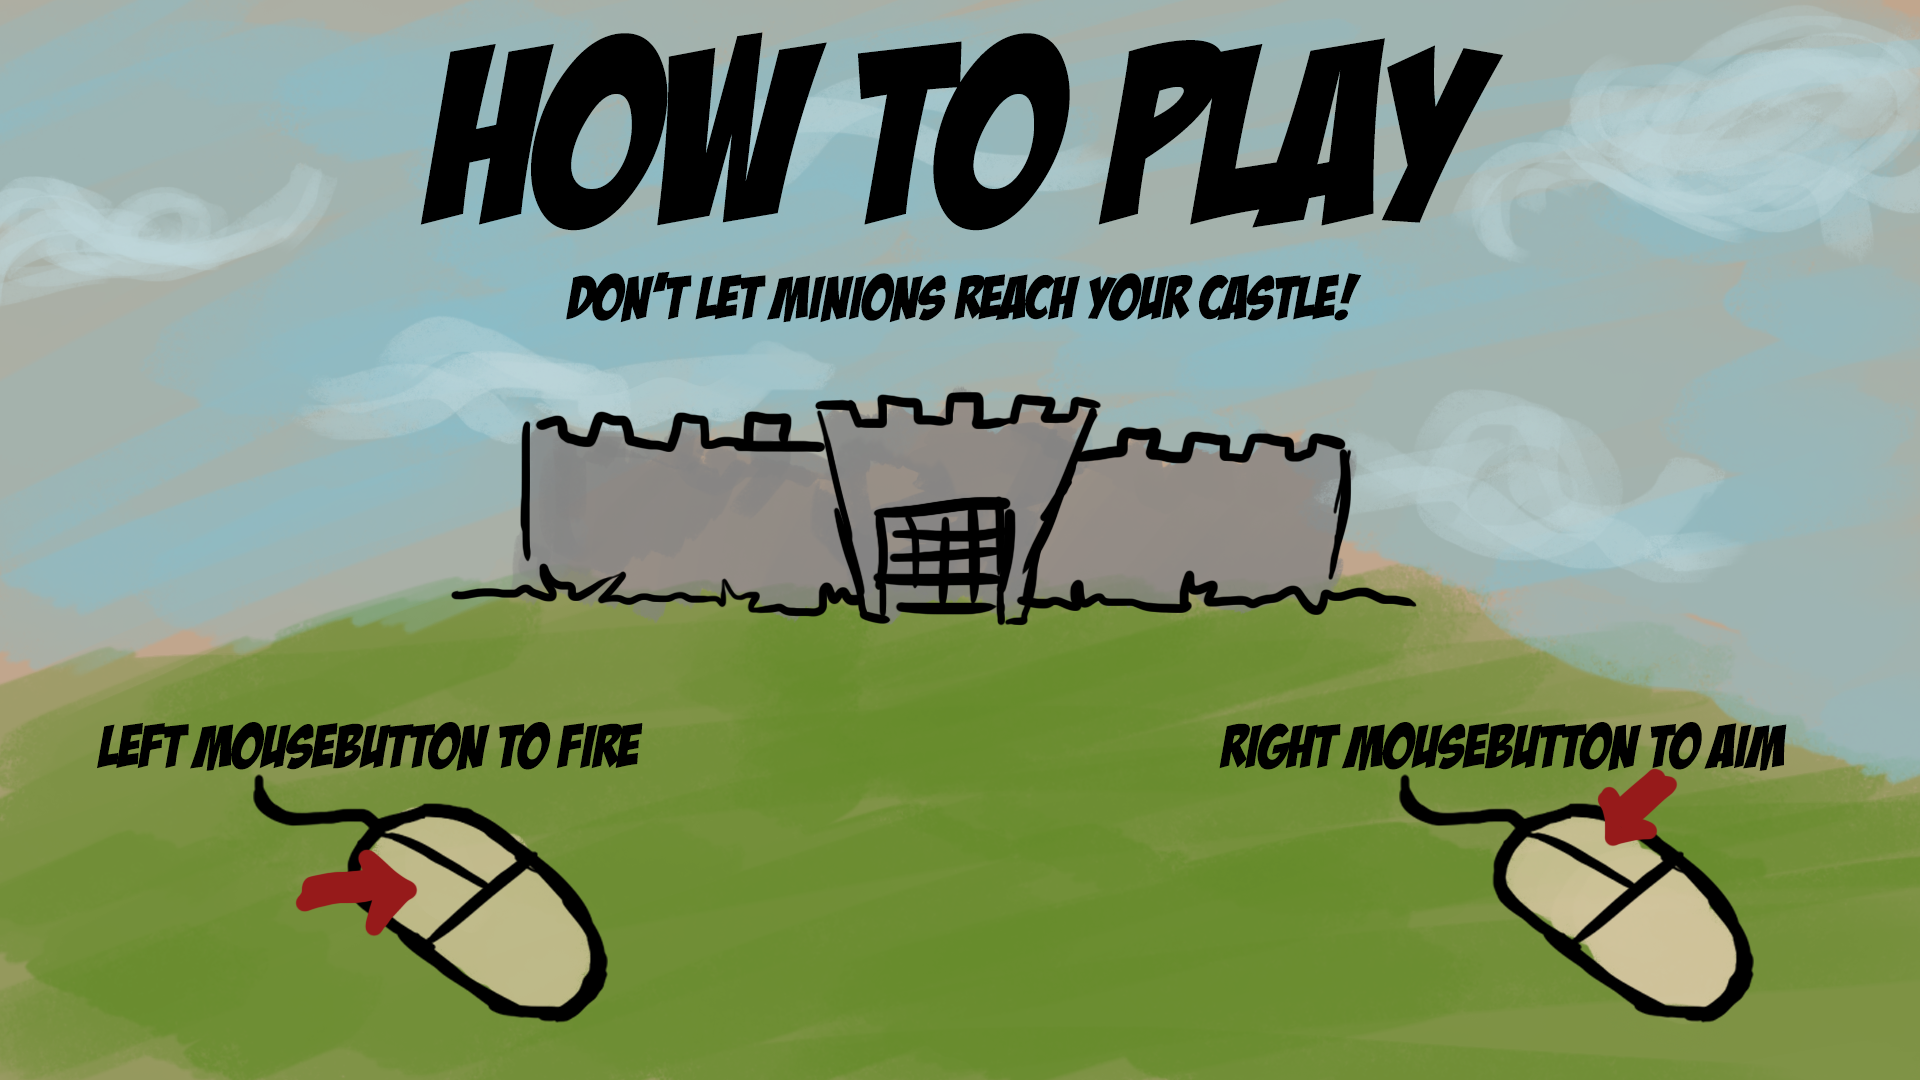 HOW TO PLAY
DON'T LET MINIONS REACH YOUR CASTLE!
LEFT MOUSEBUTTON TO FIRE
RIGHT MOUSEBUTTON TO AIM